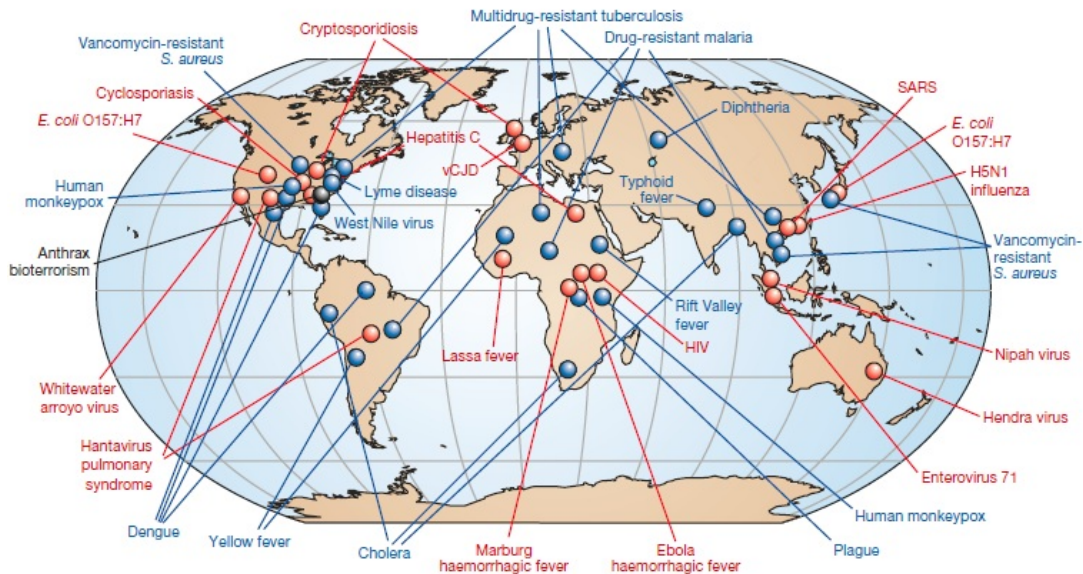 Multidrug-resistant tuberculosis
Cryptosporidiosis
Drug-resistant malaria
Vancomycin-resistant
S. aureus
SARS
Cyclosporiasis
E. coli
O157:H7
E. coli O157:H7
Diphtheria
Hepatitis C
H5N1
influenza
vCJD
Human
monkeypox
Lyme disease
Typhoid
fever
West Nile virus
Anthrax
bioterrorism
Vancomycin-
resistant
S. aureus
Rift Valley
fever
HIV
Lassa fever
Nipah virus
Whitewater
arroyo virus
Hendra virus
Hantavirus
pulmonary
syndrome
Enterovirus 71
Dengue
Yellow fever
Cholera
Marburg
haemorrhagic fever
Ebola
haemorrhagic fever
Plague
Human monkeypox